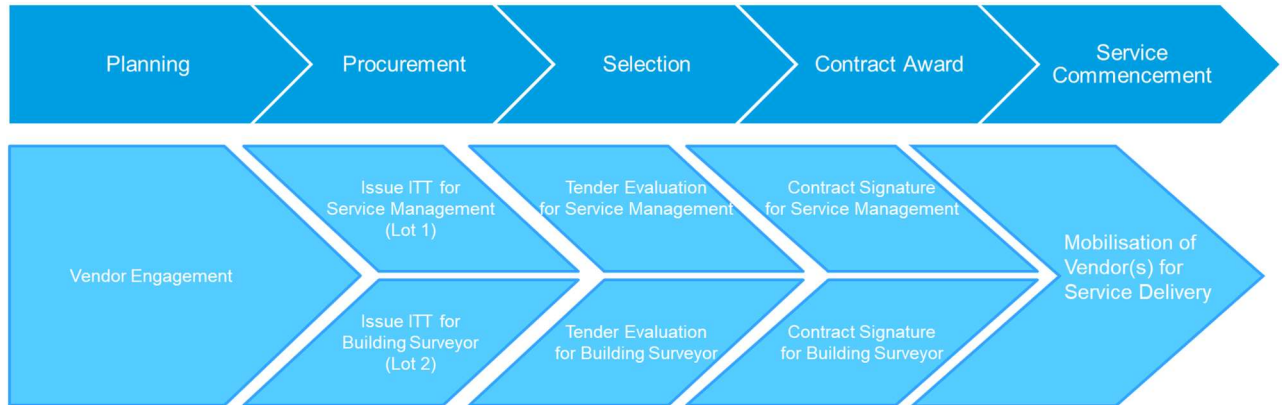 Planning
Procurement
Selection
Contract Award
Service
Commencement
Vendor Engagement
Issue ITT for
Service Management
(Lot 1)
Tender Evaluation
for Service Management
Contract Signature
for Service Management
Issue ITT for
Building Surveyor
(Lot 2)
Tender Evaluation
for Building Surveyor
Contract Signature
for Building Surveyor
Mobilisation of
Vendor(s) for
Service Delivery